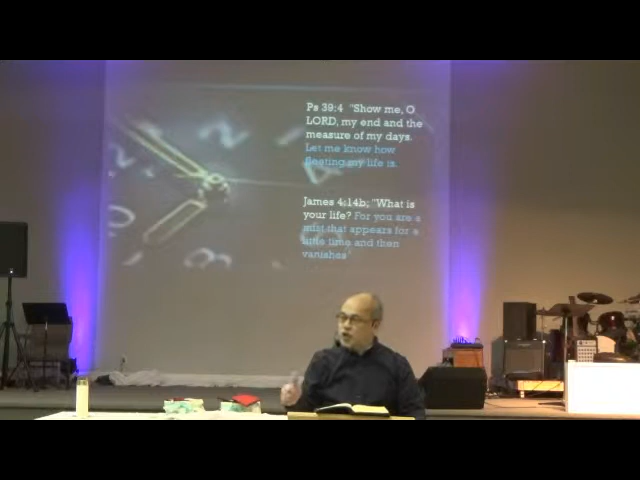 Ps 39:4 "Show me, O
LORD, my end and the
measure of my days.
Let me know how
fleeting my life is.
James 4:14b; "What is
your life? For you are a
mist that appears for a
little time and then
vanishes"